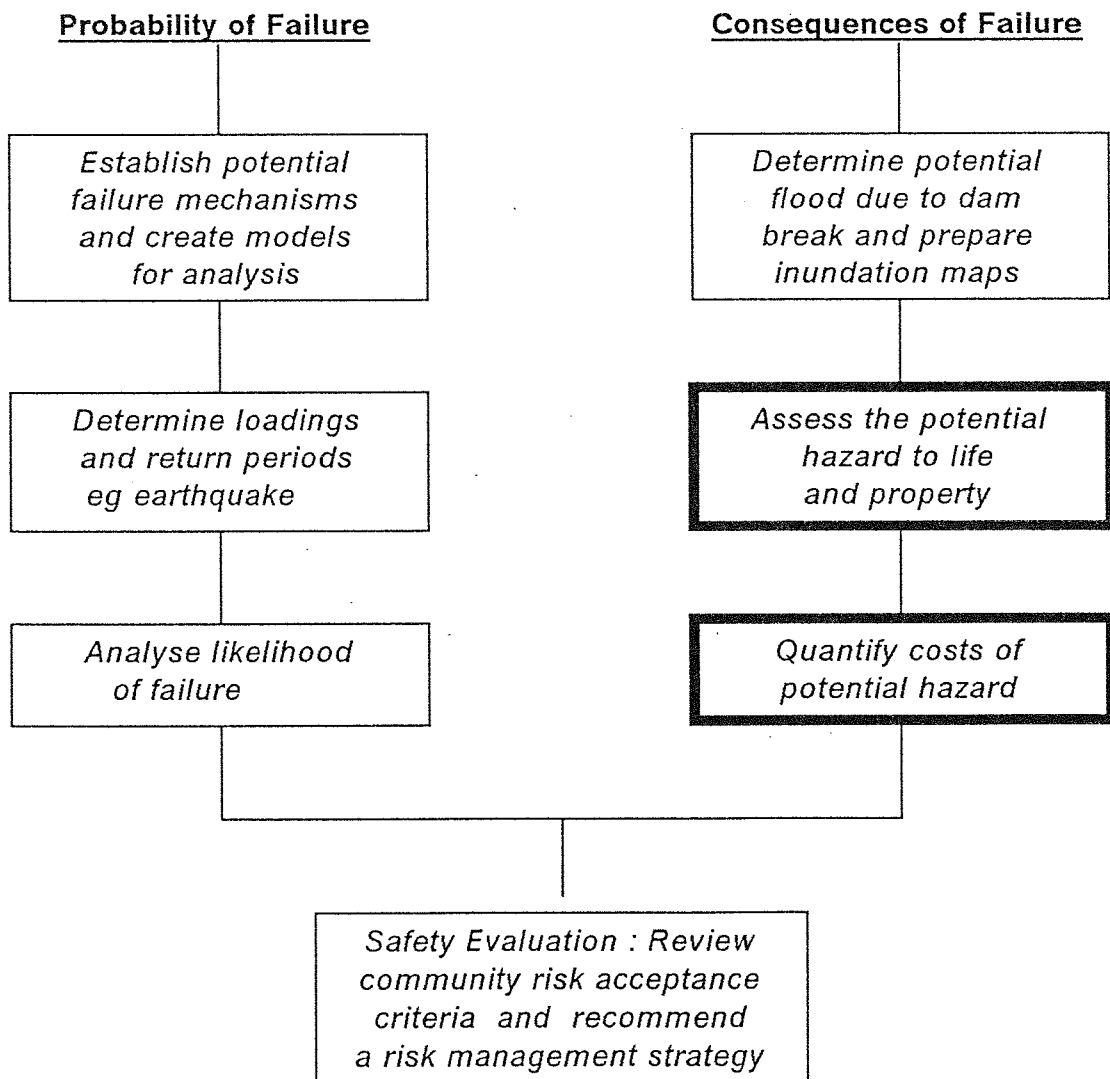 Probability of Failure
Establish potential
failure mechanisms
and create models
for analysis
Determine loadings
and return periods
eg earthquake
Analyse likelihood
of failure
Consequences of Failure
Determine potential
flood due to dam
break and prepare
inundation maps
Assess the potential
hazard to life
and property
Quantify costs of
potential hazard
Safety Evaluation : Review
community risk acceptance
criteria and recommend
a risk management strategy